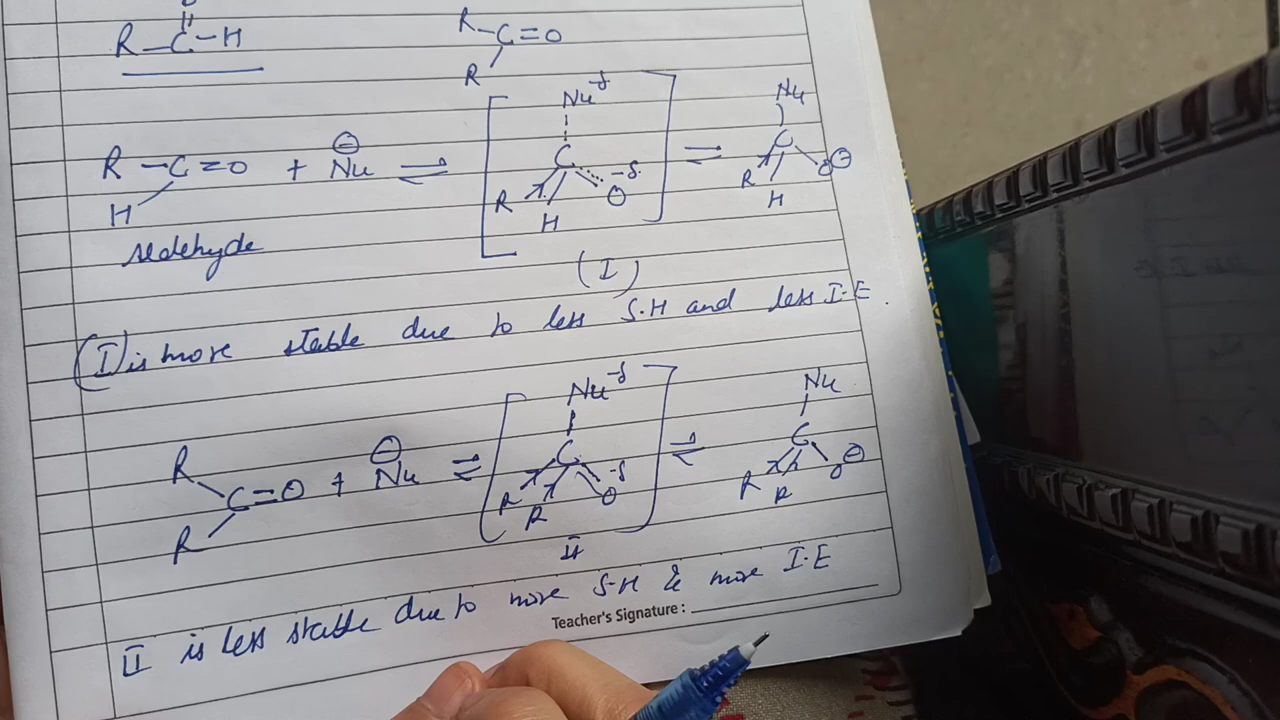 R-C-H R-C=O
R
R-C=O + Nu⊖ ⇌ [Nu-δ C R H O -δ] ⇌ Nu C R H O⊖
H
Aldehyde
(I)
(I) is more stable due to less S.H and less I.E.
R
C=O + Nu⊖ ⇌ [Nu-δ C R R O -δ] ⇌ Nu C R R O⊖
R
II
II is less stable due to more S.H & more I.E
Teacher's Signature :